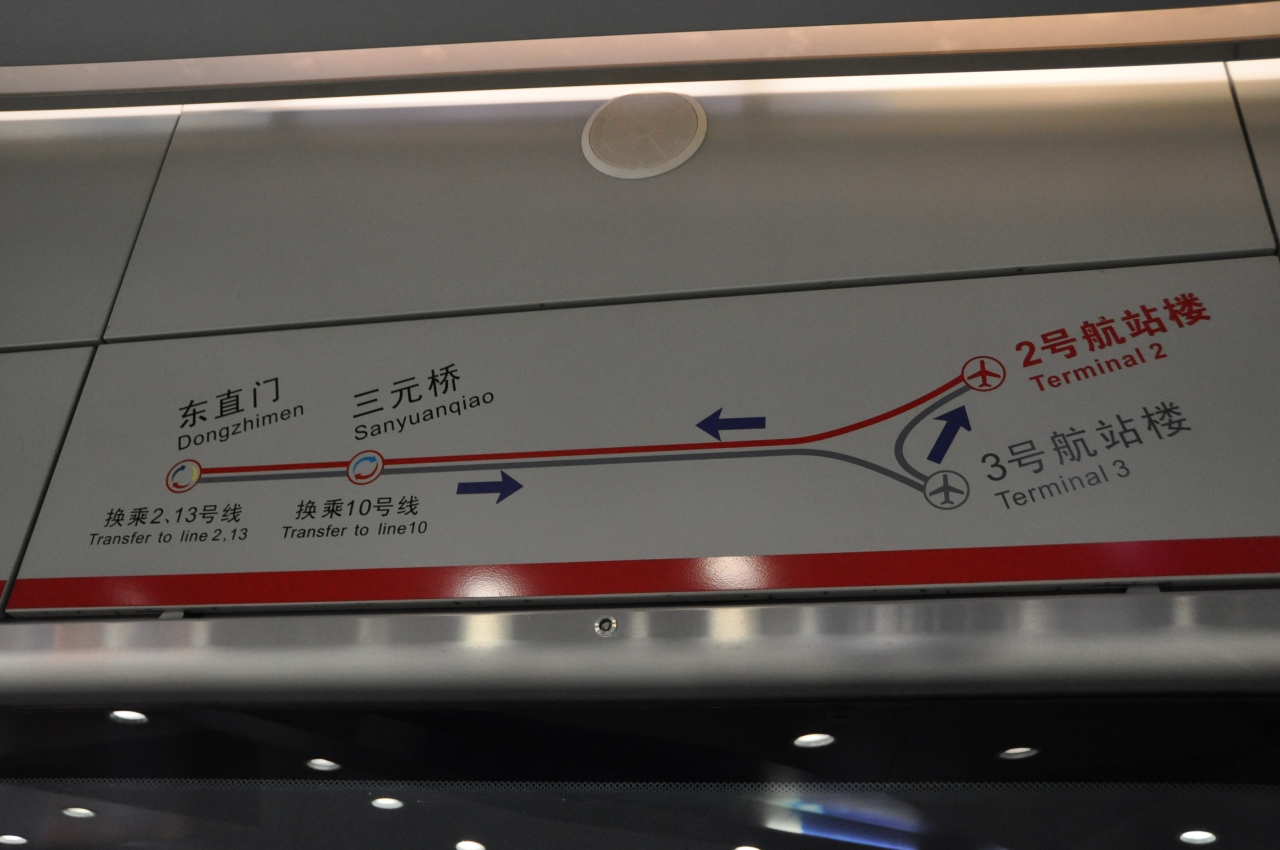 东直门
Dongzhimen
换乘2、13号线
Transfer to line 2,13
三元桥
Sanyuanqiao
换乘10号线
Transfer to line10
2号航站楼
Terminal 2
3号航站楼
Terminal 3